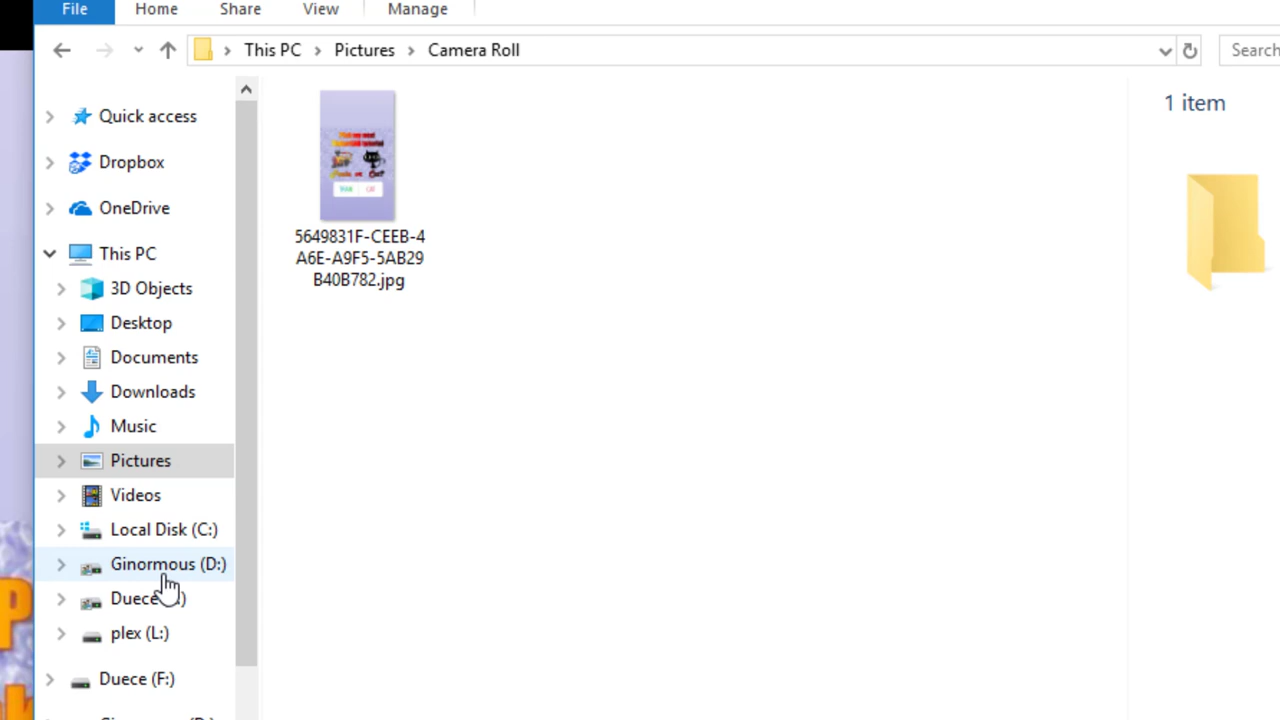 File Home Share View Manage
This PC Pictures Camera Roll
Search
Quick access
Dropbox
OneDrive
This PC
3D Objects
Desktop
Documents
Downloads
Music
Pictures
Videos
Local Disk (C:)
Ginormous (D:)
Duece
plex (L:)
Duece (F:)
5649831F-CEEB-4
A6E-A9F5-5AB29
B40B782.jpg
1 item